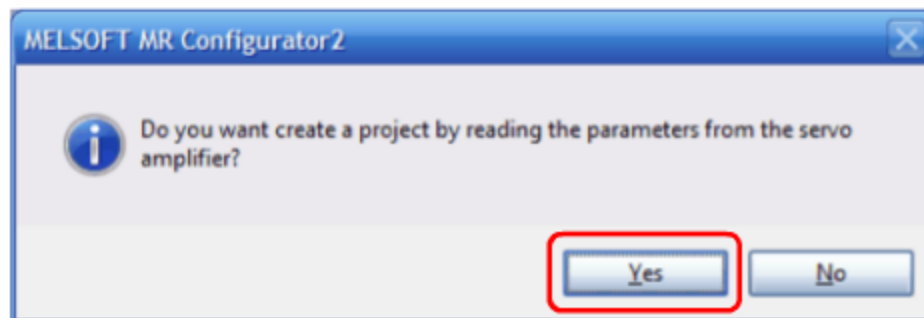 MELSOFT MR Configurator2
Do you want create a project by reading the parameters from the servo
amplifier?
Yes
No